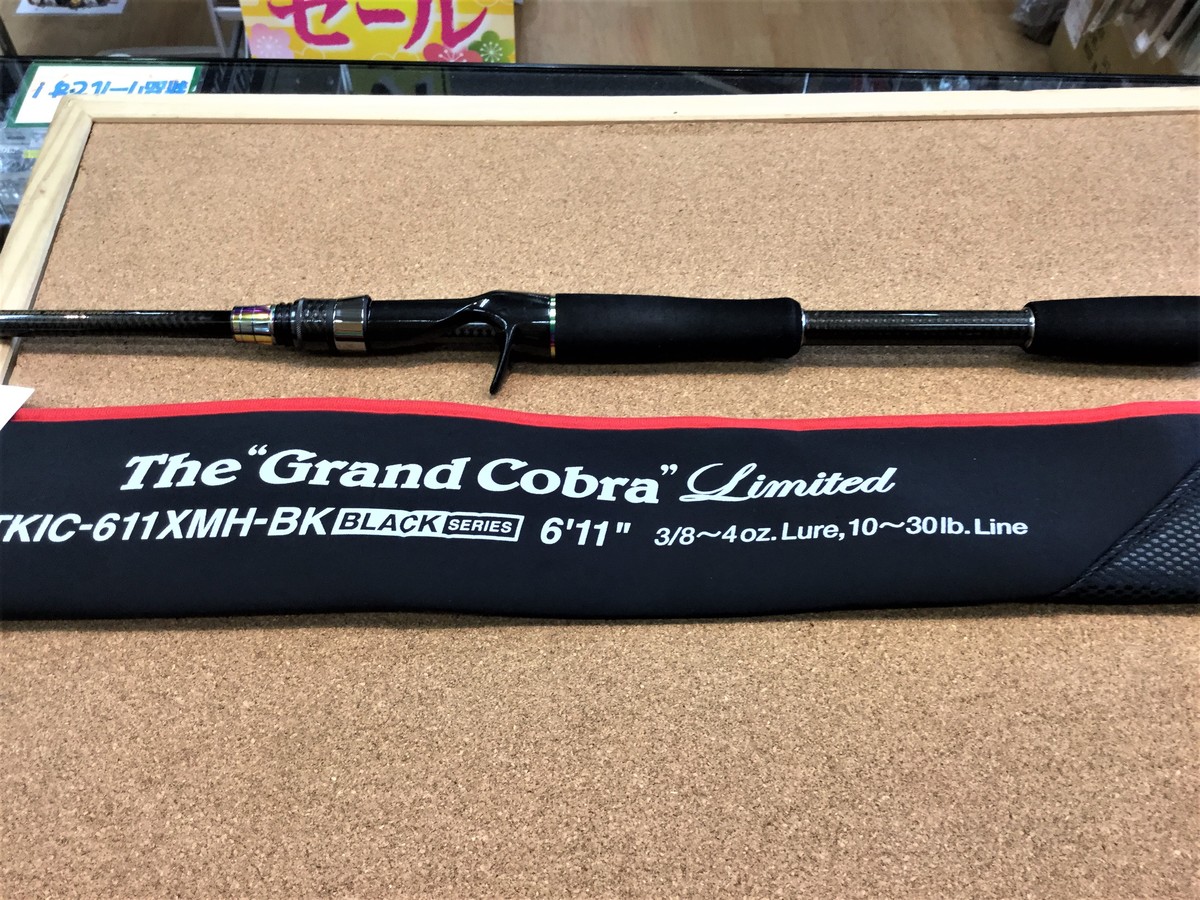 セール
The “Grand Cobra” Limited
TKIC-611XMH-BK BLACK SERIES 6'11" 3/8～4oz. Lure, 10～30lb. Line